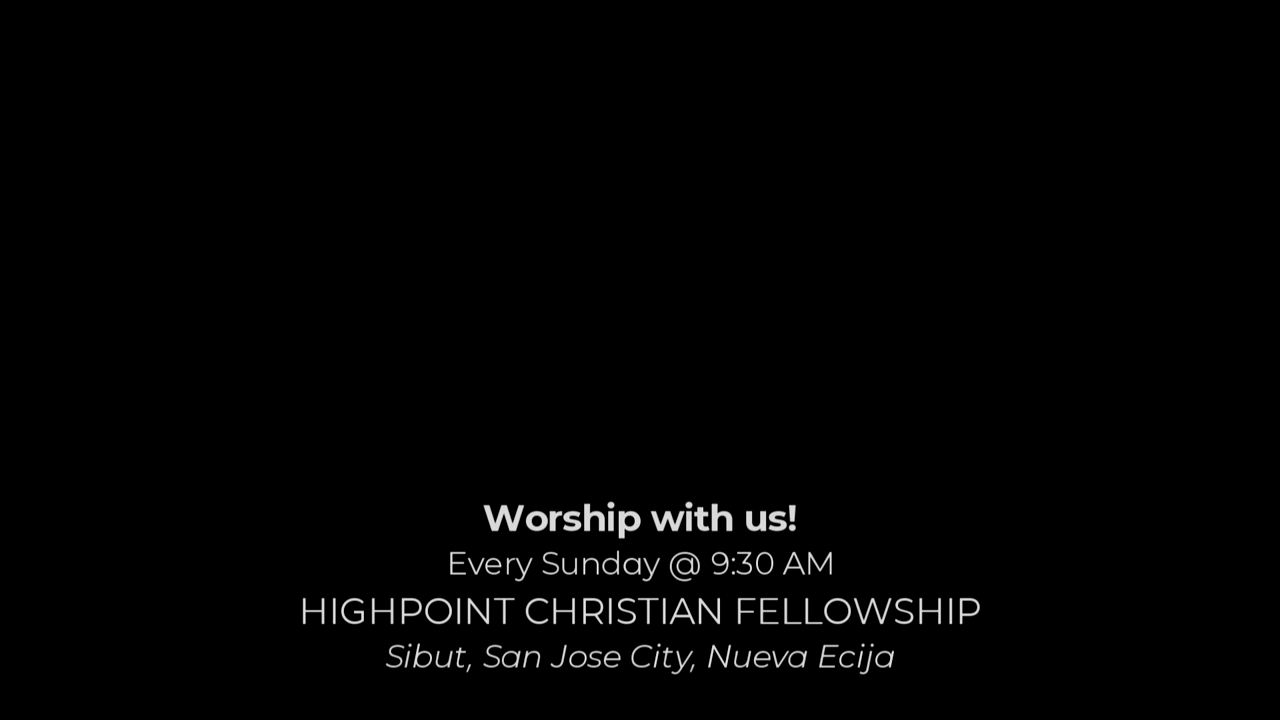 Worship with us!
Every Sunday @ 9:30 AM
HIGHPOINT CHRISTIAN FELLOWSHIP
Sibut, San Jose City, Nueva Ecija